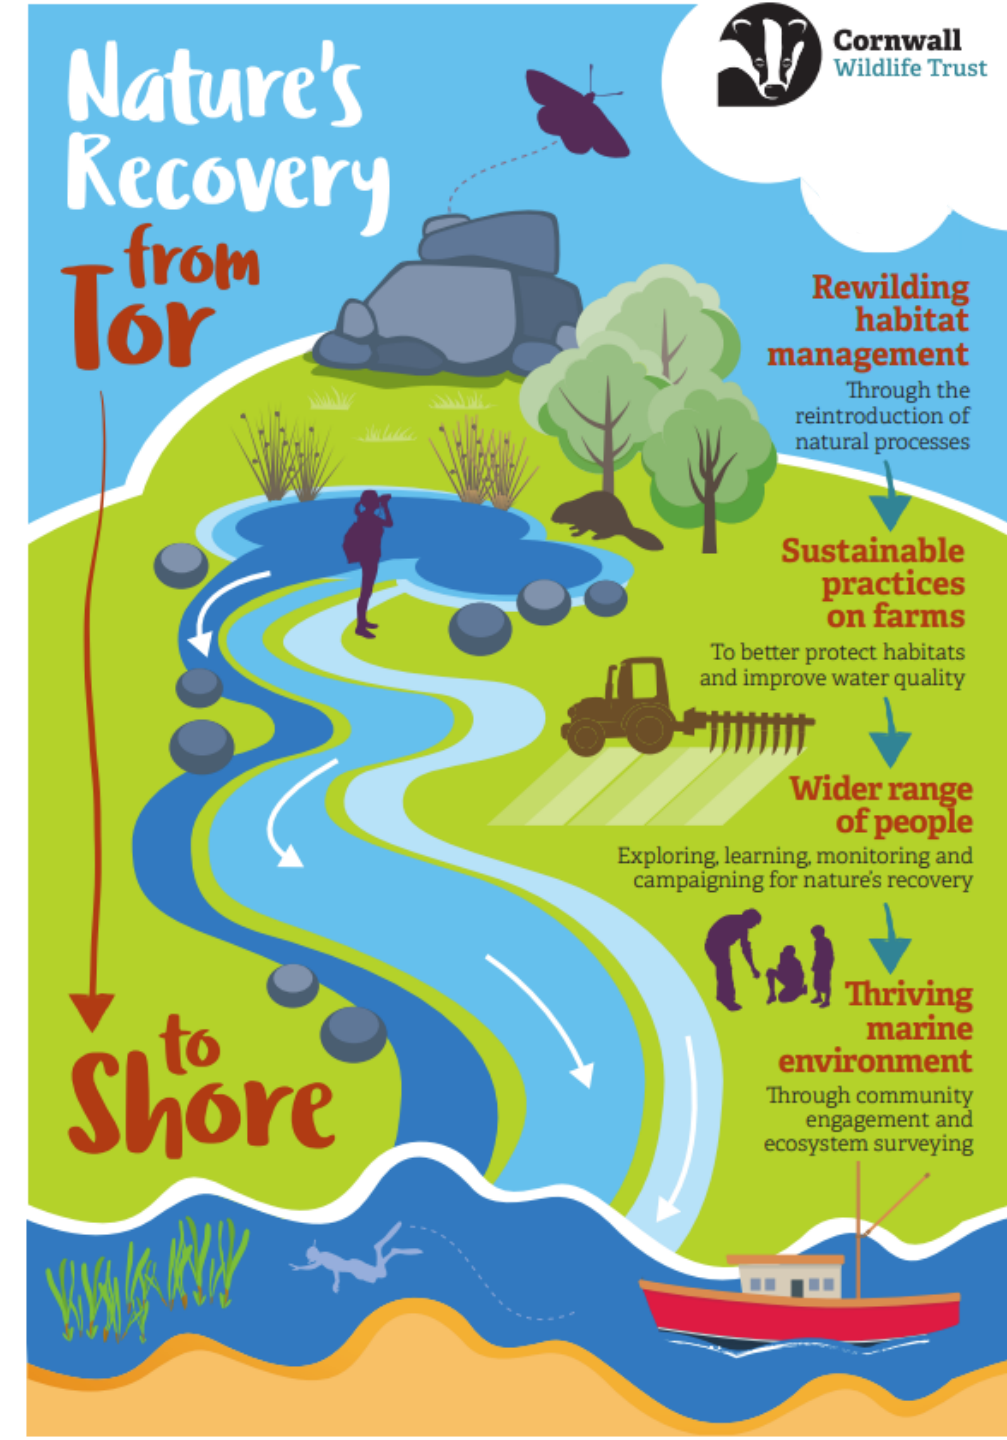 Nature's
Recovery
from
Tor
to
Shore
Cornwall
Wildlife Trust
Rewilding
habitat
management
Through the
reintroduction of
natural processes
Sustainable
practices
on farms
To better protect habitats
and improve water quality
Wider range
of people
Exploring, learning, monitoring and
campaigning for nature's recovery
Thriving
marine
environment
Through community
engagement and
ecosystem surveying